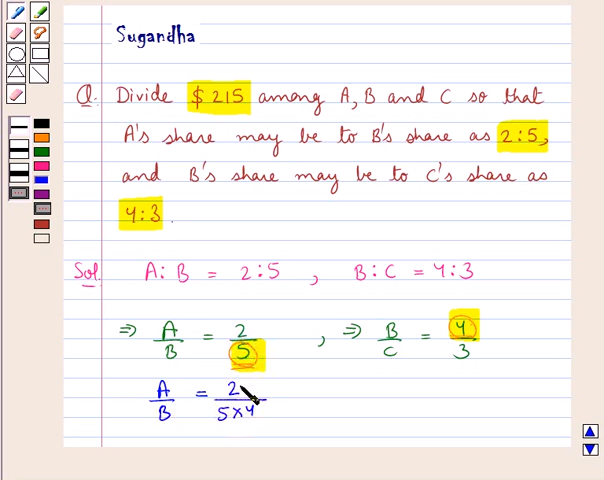 Sugandha
Q. Divide $ 215 among A, B and C so that
A's share may be to B's share as 2:5,
and B's share may be to C's share as
4:3.
Sol. A:B = 2:5 , B:C = 4:3
⇒ A/B = 2/5 , ⇒ B/C = 4/3
A/B = 2/5×4